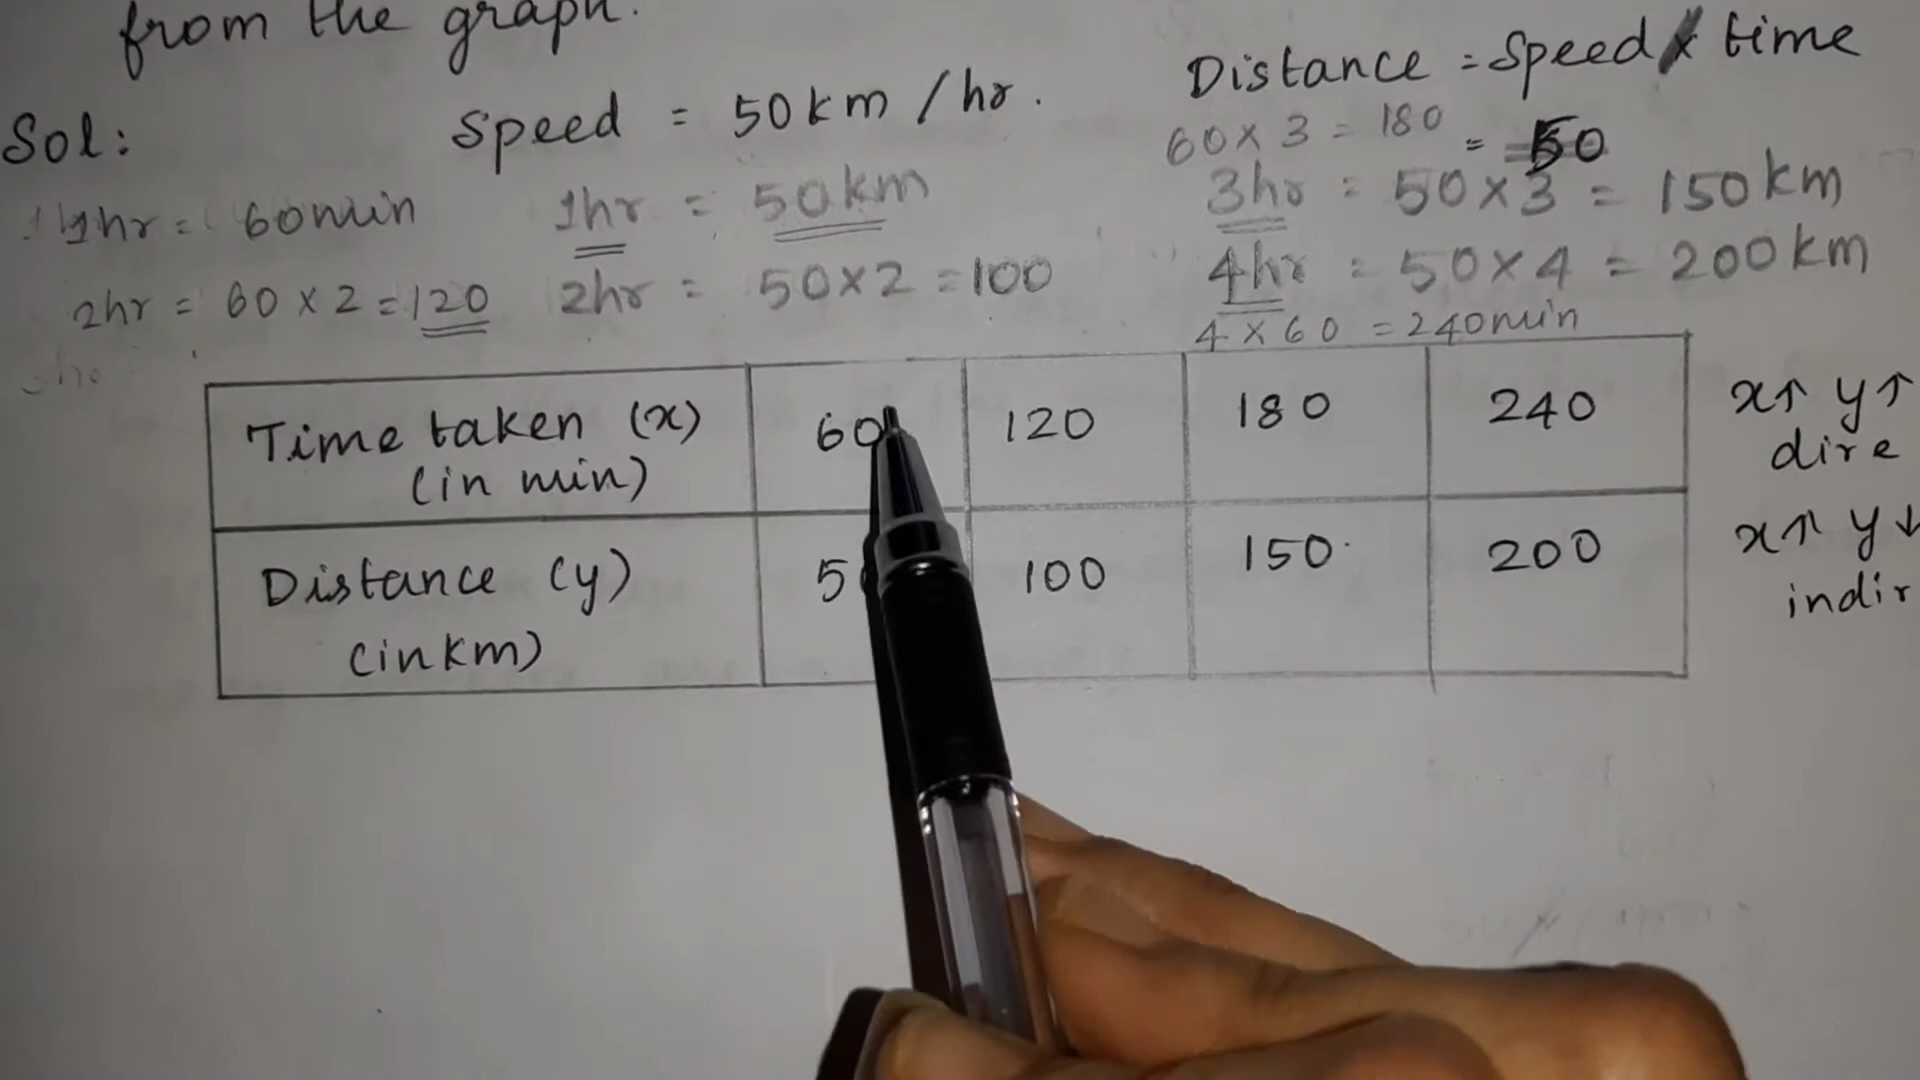 from the graph.
Sol:
Speed = 50km/hr.
Distance = Speed × time
60 × 3 = 180
= 50
1hr = 60min
1hr = 50km
3hr = 50 × 3 = 150km
2hr = 60 × 2 = 120
2hr = 50×2 = 100
4hr = 50×4 = 200km
4 × 60 = 240min
Time taken (x)
(in min)
60
120
180
240
x↑ y↑
dire
Distance (y)
(in km)
100
150
200
x↑ y↓
indir